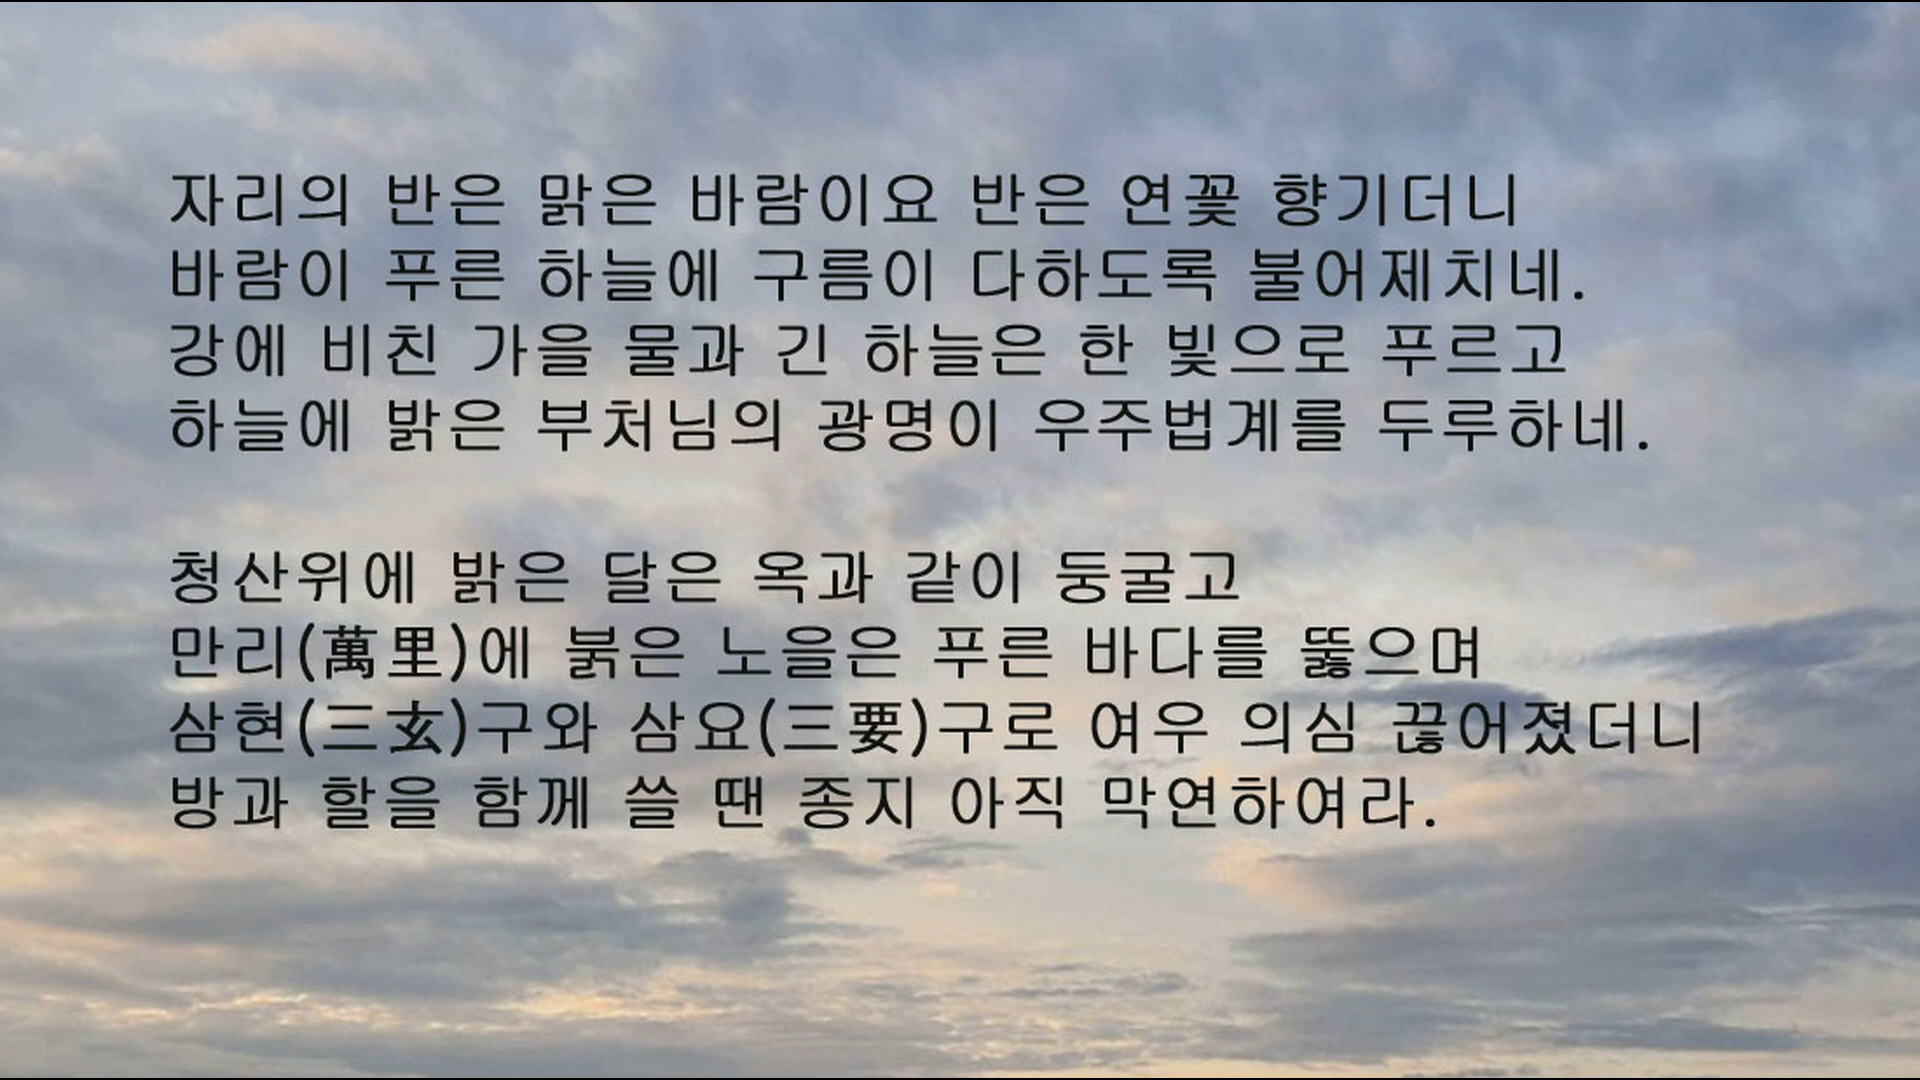 자리의 반은 맑은 바람이요 반은 연꽃 향기더니
바람이 푸른 하늘에 구름이 다하도록 불어제치네.
강에 비친 가을 물과 긴 하늘은 한 빛으로 푸르고
하늘에 밝은 부처님의 광명이 우주법계를 두루하네.
청산위에 밝은 달은 옥과 같이 둥굴고
만리(萬里)에 붉은 노을은 푸른 바다를 뚫으며
삼현(三玄)구와 삼요(三要)구로 여우 의심 끊어졌더니
방과 할을 함께 쓸 땐 종지 아직 막연하여라.